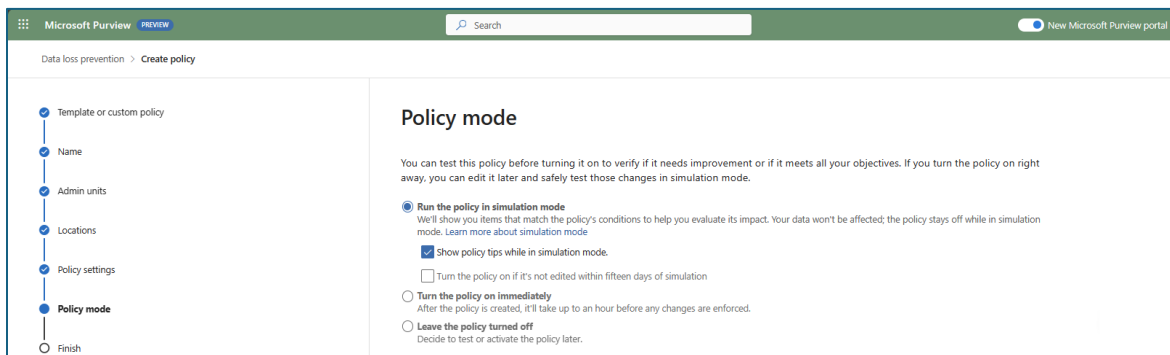 Microsoft Purview PREVIEW
Search
New Microsoft Purview portal
Data loss prevention > Create policy
Template or custom policy
Name
Admin units
Locations
Policy settings
Policy mode
Finish
Policy mode
You can test this policy before turning it on to verify if it needs improvement or if it meets all your objectives. If you turn the policy on right
away, you can edit it later and safely test those changes in simulation mode.
Run the policy in simulation mode
We'll show you items that match the policy's conditions to help you evaluate its impact. Your data won't be affected; the policy stays off while in simulation
mode. Learn more about simulation mode
Show policy tips while in simulation mode.
Turn the policy on if it's not edited within fifteen days of simulation
Turn the policy on immediately
After the policy is created, it'll take up to an hour before any changes are enforced.
Leave the policy turned off
Decide to test or activate the policy later.